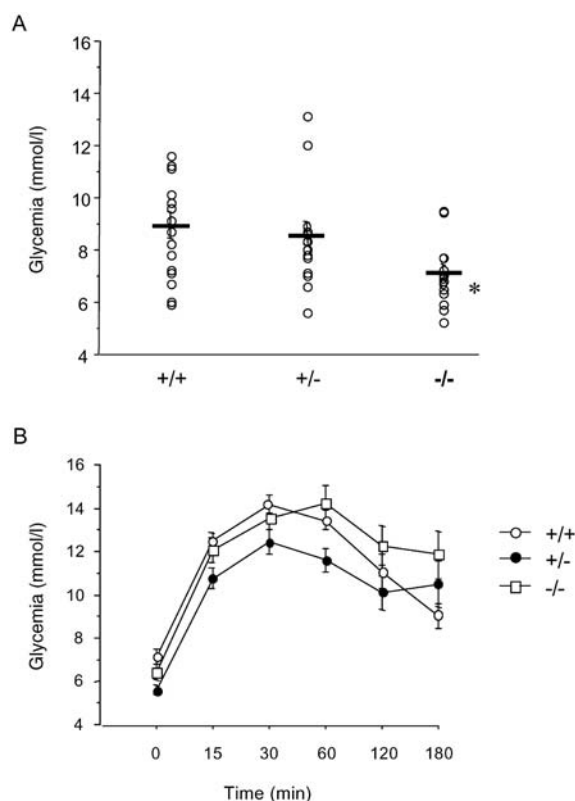 A
16
14
12
10
8
6
4
Glycemia (mmol/l)
+/+ +/- -/-
*
B
16
14
12
10
8
6
4
Glycemia (mmol/l)
0 15 30 60 120 180
Time (min)
+/+
+/-
-/-